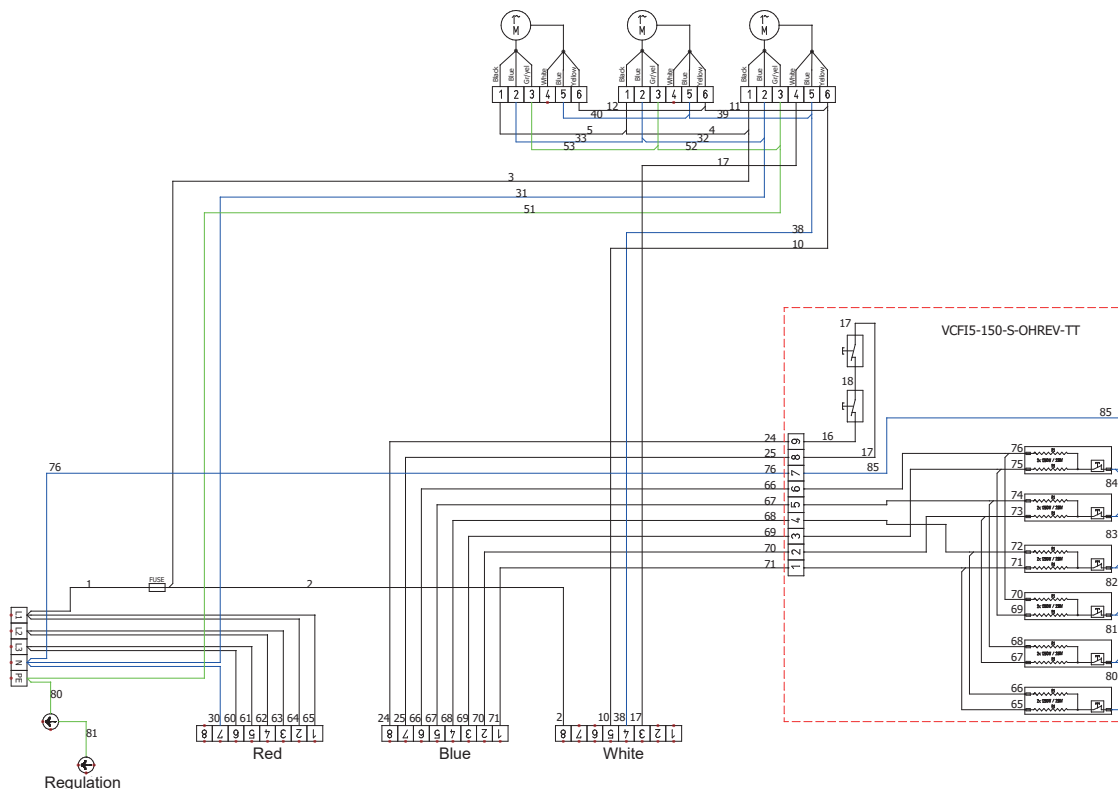 1~ 1~ 1~
M M M
Black Blue Gr/yel White Blue Yellow Black Blue Gr/yel White Blue Yellow Black Blue Gr/yel White Blue Yellow
1 2 3 4 5 6 1 2 3 4 5 6 1 2 3 4 5 6
12 11
40 39
5 4
33 32
53 52
17
3
31
51
38
10
VCFI5-150-S-OHREV-TT
17
18
85
24 9 16
25 8 17
76 76 7 85
66 6
67 5
68 4
69 3
70 2
71 1
76
75
84
74
73
83
72
71
82
70
69
81
68
67
80
66
65
1 FUSE 2
L1
L2
L3
N
PE
80
81
30 60 61 62 63 64 65
8 7 6 5 4 3 2 1
Red
24 25 66 67 68 69 70 71
8 7 6 5 4 3 2 1
Blue
2 10 38 17
8 7 6 5 4 3 2 1
White
Regulation